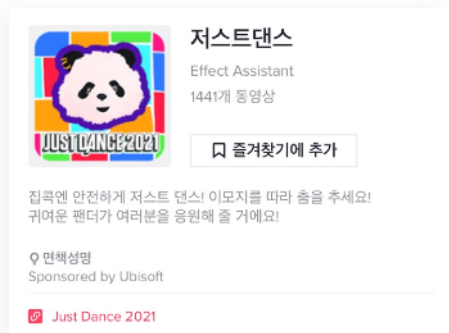 저스트댄스
Effect Assistant
1441개 동영상
JUST DANCE 2021
즐겨찾기에 추가
집콕엔 안전하게 저스트 댄스! 이모지를 따라 춤을 추세요!
귀여운 팬더가 여러분을 응원해 줄 거에요!
면책성명
Sponsored by Ubisoft
Just Dance 2021